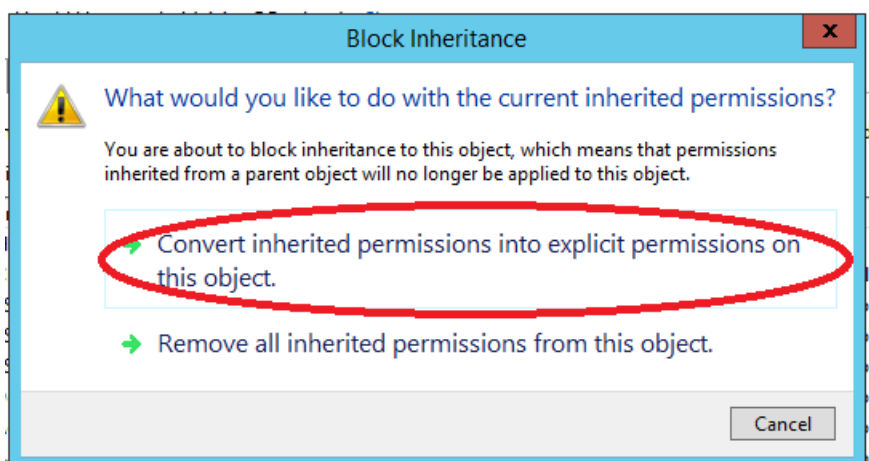 Block Inheritance
x
What would you like to do with the current inherited permissions?
You are about to block inheritance to this object, which means that permissions
inherited from a parent object will no longer be applied to this object.
Convert inherited permissions into explicit permissions on
this object.
Remove all inherited permissions from this object.
Cancel